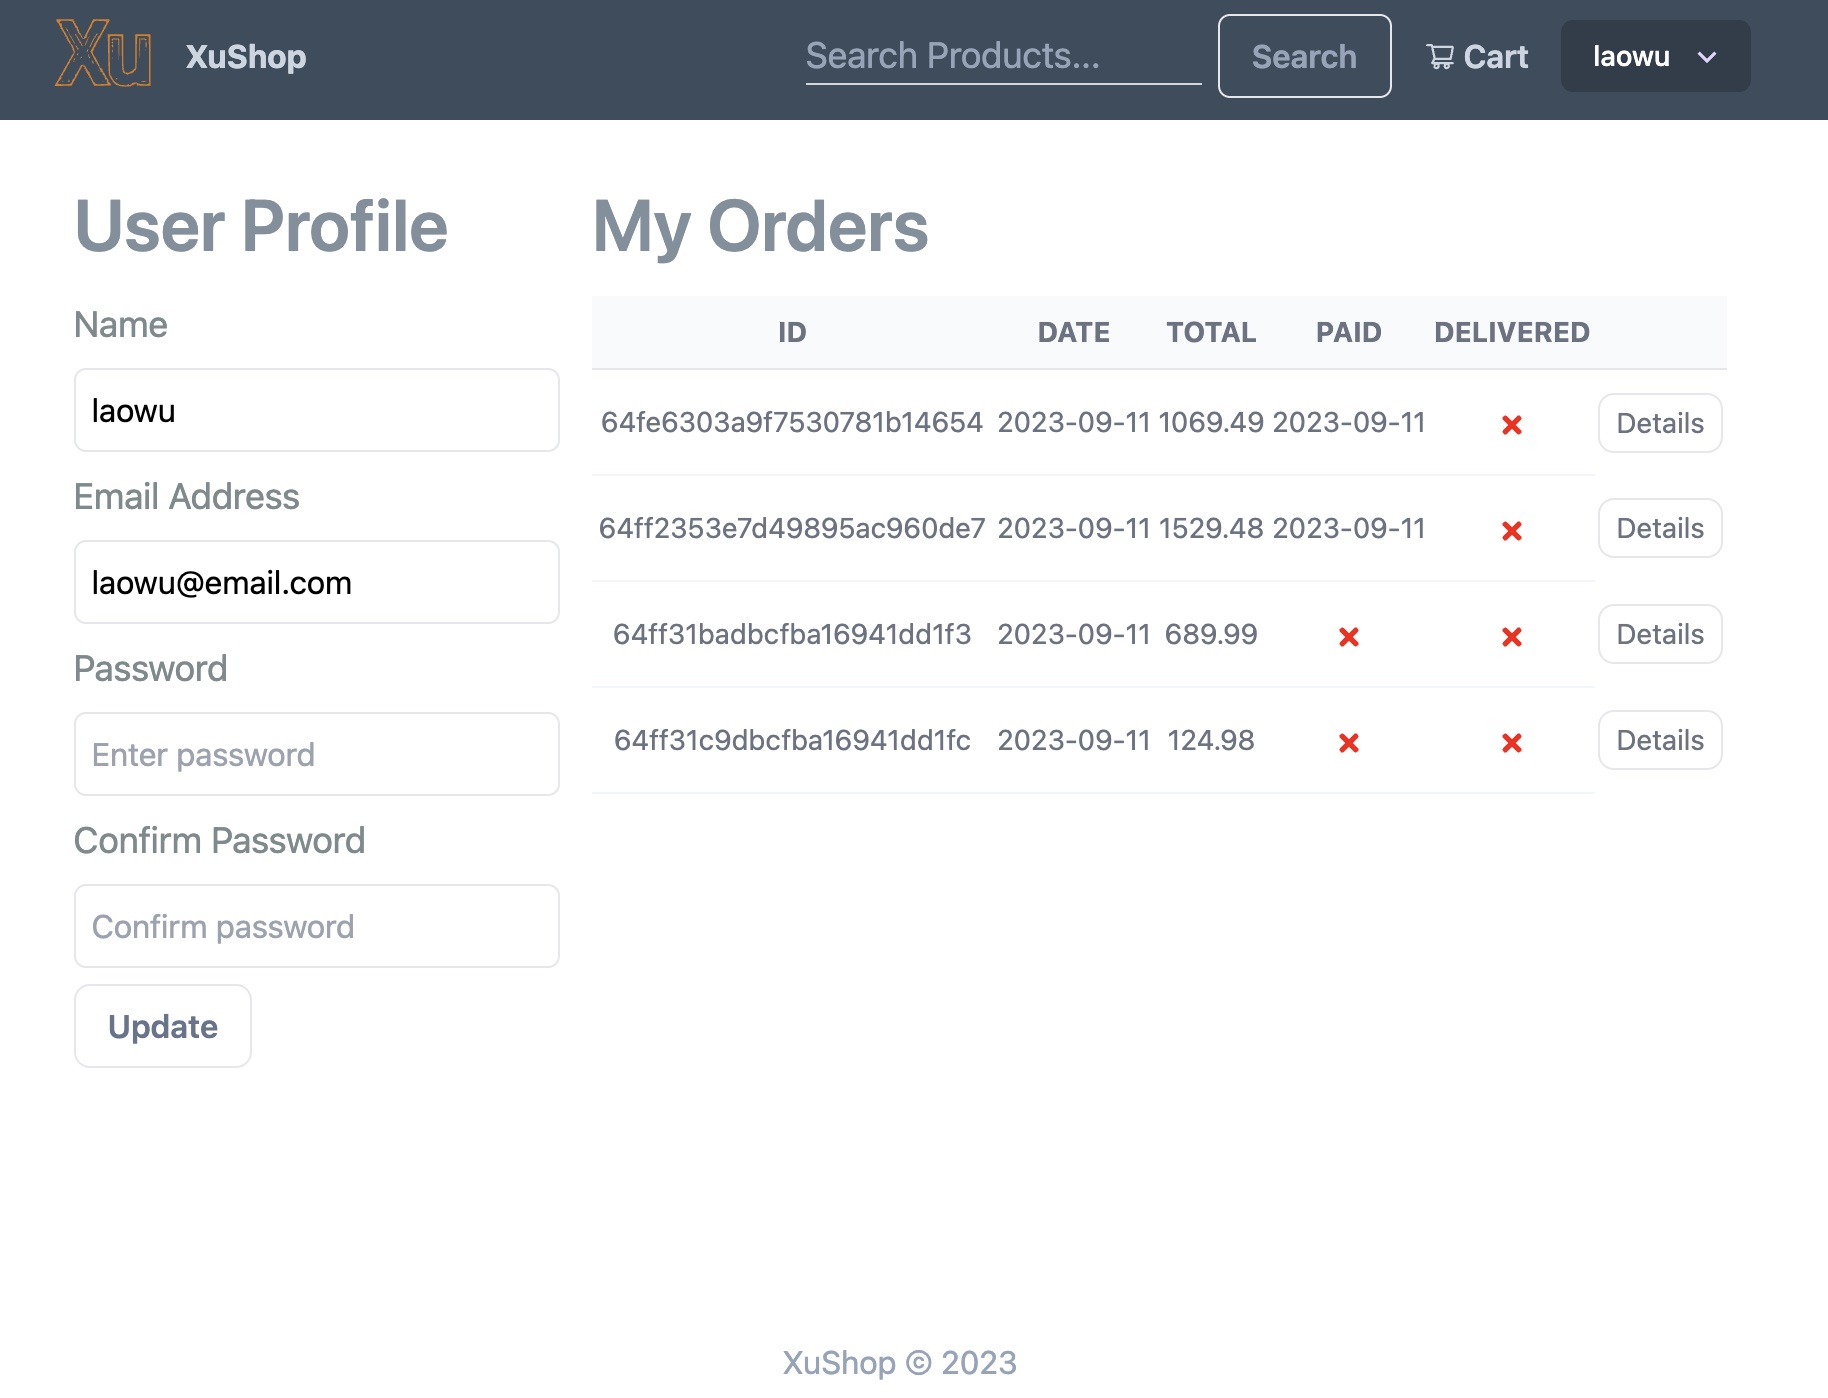 Xu XuShop Search Products... Search Cart laowu
User Profile
Name
laowu
Email Address
laowu@email.com
Password
Enter password
Confirm Password
Confirm password
Update
My Orders
ID DATE TOTAL PAID DELIVERED
64fe6303a9f7530781b14654 2023-09-11 1069.49 2023-09-11 Details
64ff2353e7d49895ac960de7 2023-09-11 1529.48 2023-09-11 Details
64ff31badbcfba16941dd1f3 2023-09-11 689.99 Details
64ff31c9dbcfba16941dd1fc 2023-09-11 124.98 Details
XuShop © 2023